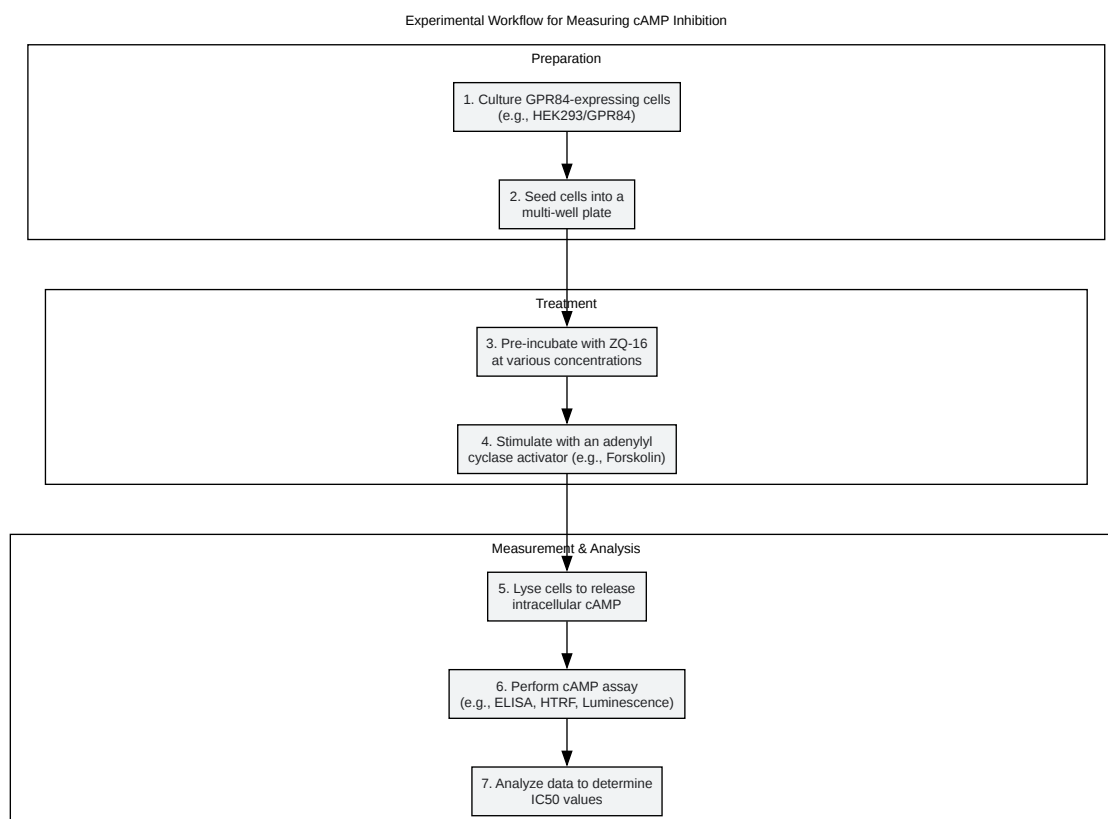 Experimental Workflow for Measuring cAMP Inhibition
Preparation
1. Culture GPR84-expressing cells
(e.g., HEK293/GPR84)
2. Seed cells into a
multi-well plate
Treatment
3. Pre-incubate with ZQ-16
at various concentrations
4. Stimulate with an adenylyl
cyclase activator (e.g., Forskolin)
Measurement & Analysis
5. Lyse cells to release
intracellular cAMP
6. Perform cAMP assay
(e.g., ELISA, HTRF, Luminescence)
7. Analyze data to determine
IC50 values